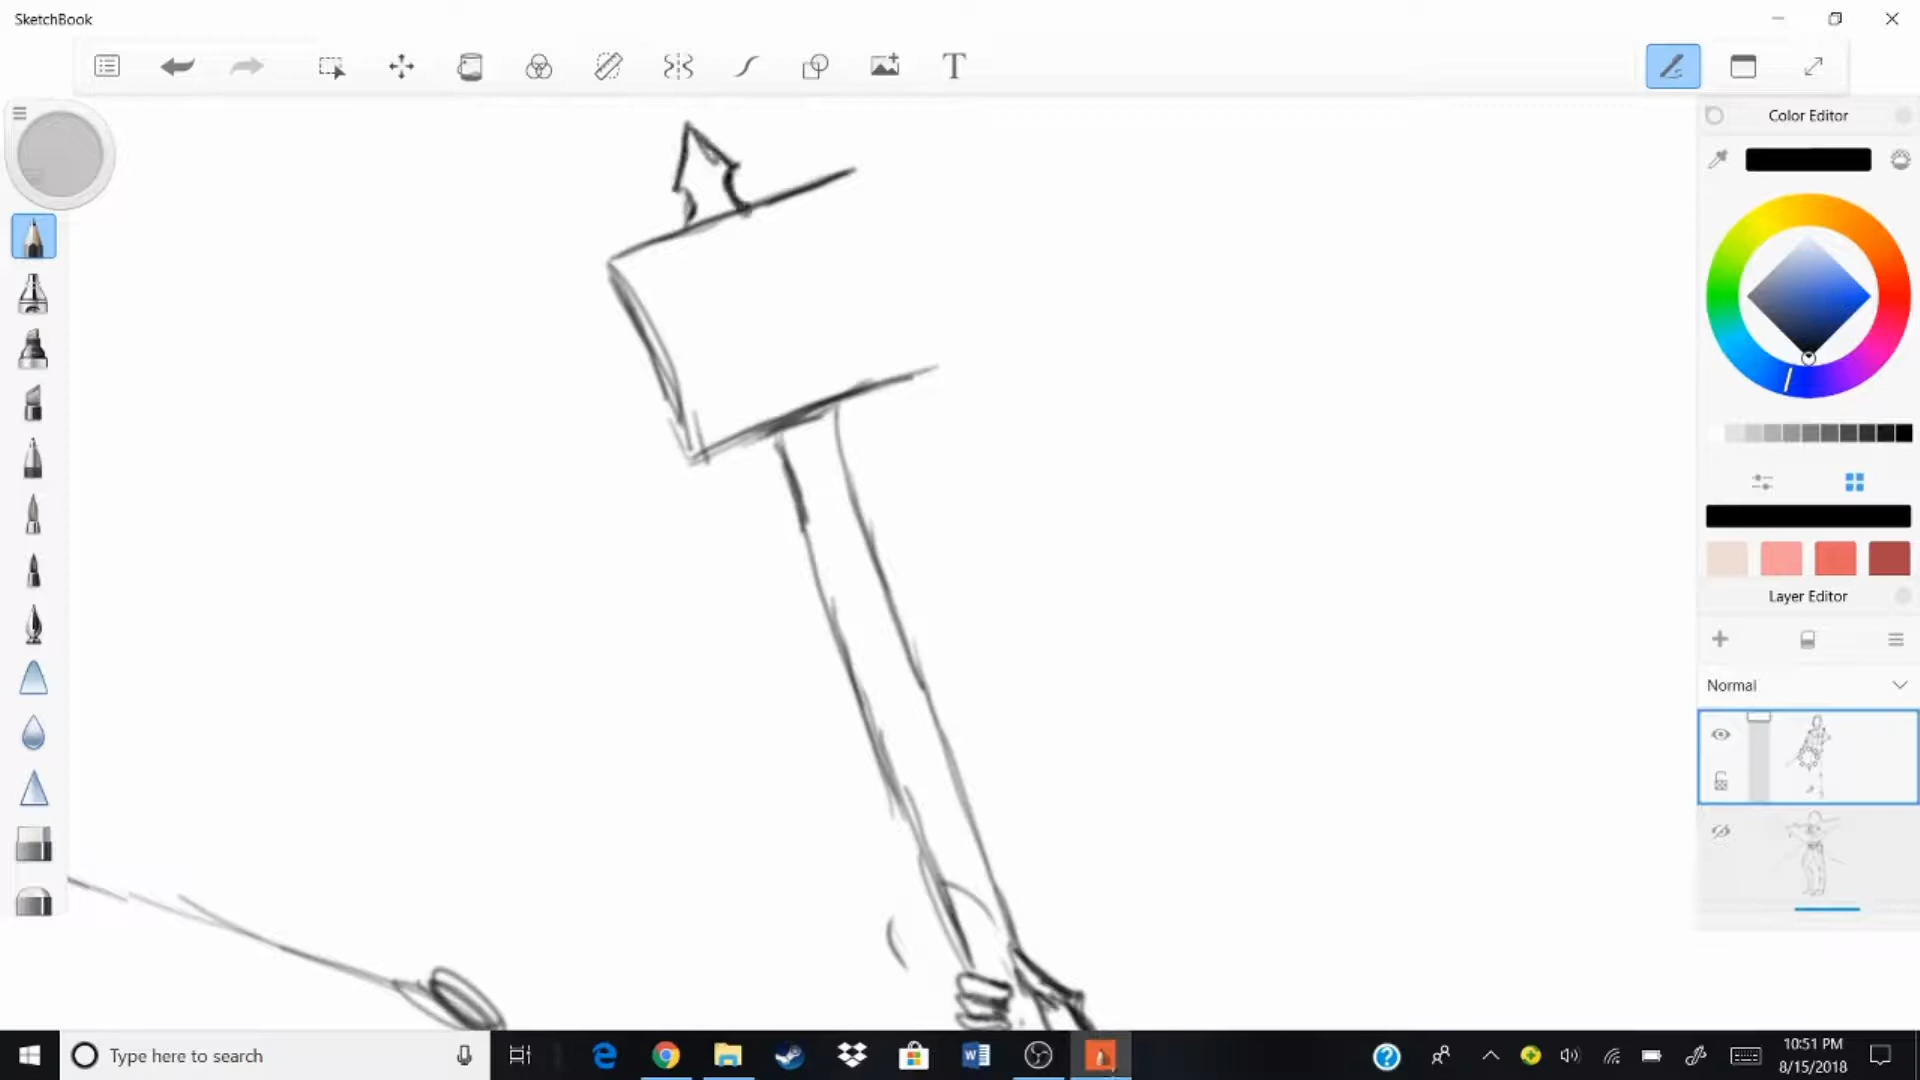 SketchBook
T
Color Editor
Layer Editor
Normal
Type here to search
10:51 PM
8/15/2018